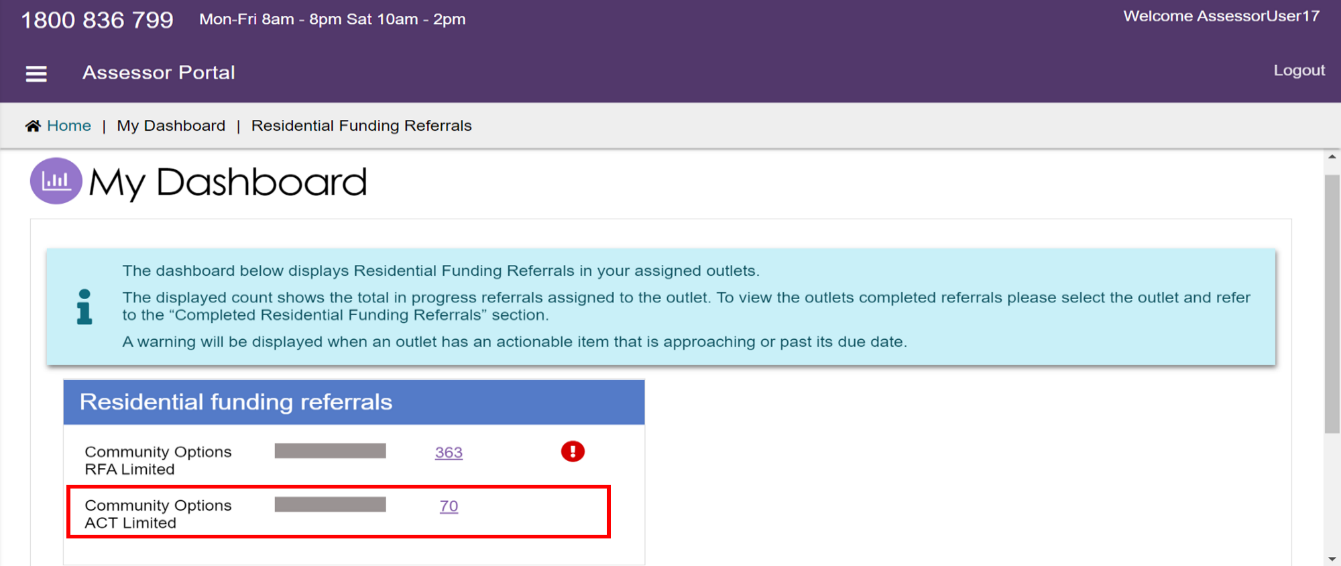 1800 836 799 Mon-Fri 8am - 8pm Sat 10am - 2pm Welcome AssessorUser17
Assessor Portal Logout
Home | My Dashboard | Residential Funding Referrals
My Dashboard
The dashboard below displays Residential Funding Referrals in your assigned outlets.
The displayed count shows the total in progress referrals assigned to the outlet. To view the outlets completed referrals please select the outlet and refer
to the “Completed Residential Funding Referrals” section.
A warning will be displayed when an outlet has an actionable item that is approaching or past its due date.
Residential funding referrals
Community Options 363
RFA Limited
Community Options 70
ACT Limited